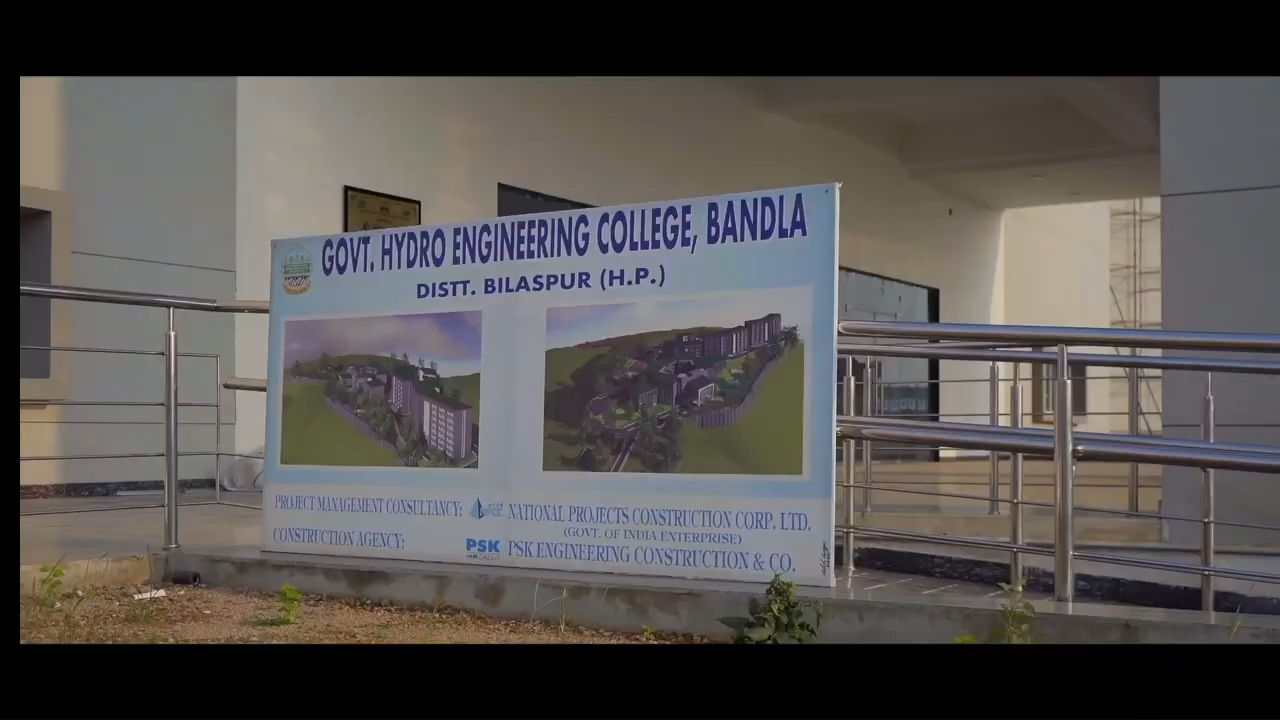 GOVT. HYDRO ENGINEERING COLLEGE, BANDLA
DISTT. BILASPUR (H.P.)
PROJECT MANAGEMENT CONSULTANCY: NATIONAL PROJECTS CONSTRUCTION CORP. LTD.
(GOVT. OF INDIA ENTERPRISE)
CONSTRUCTION AGENCY: PSK PSK ENGINEERING CONSTRUCTION & CO.